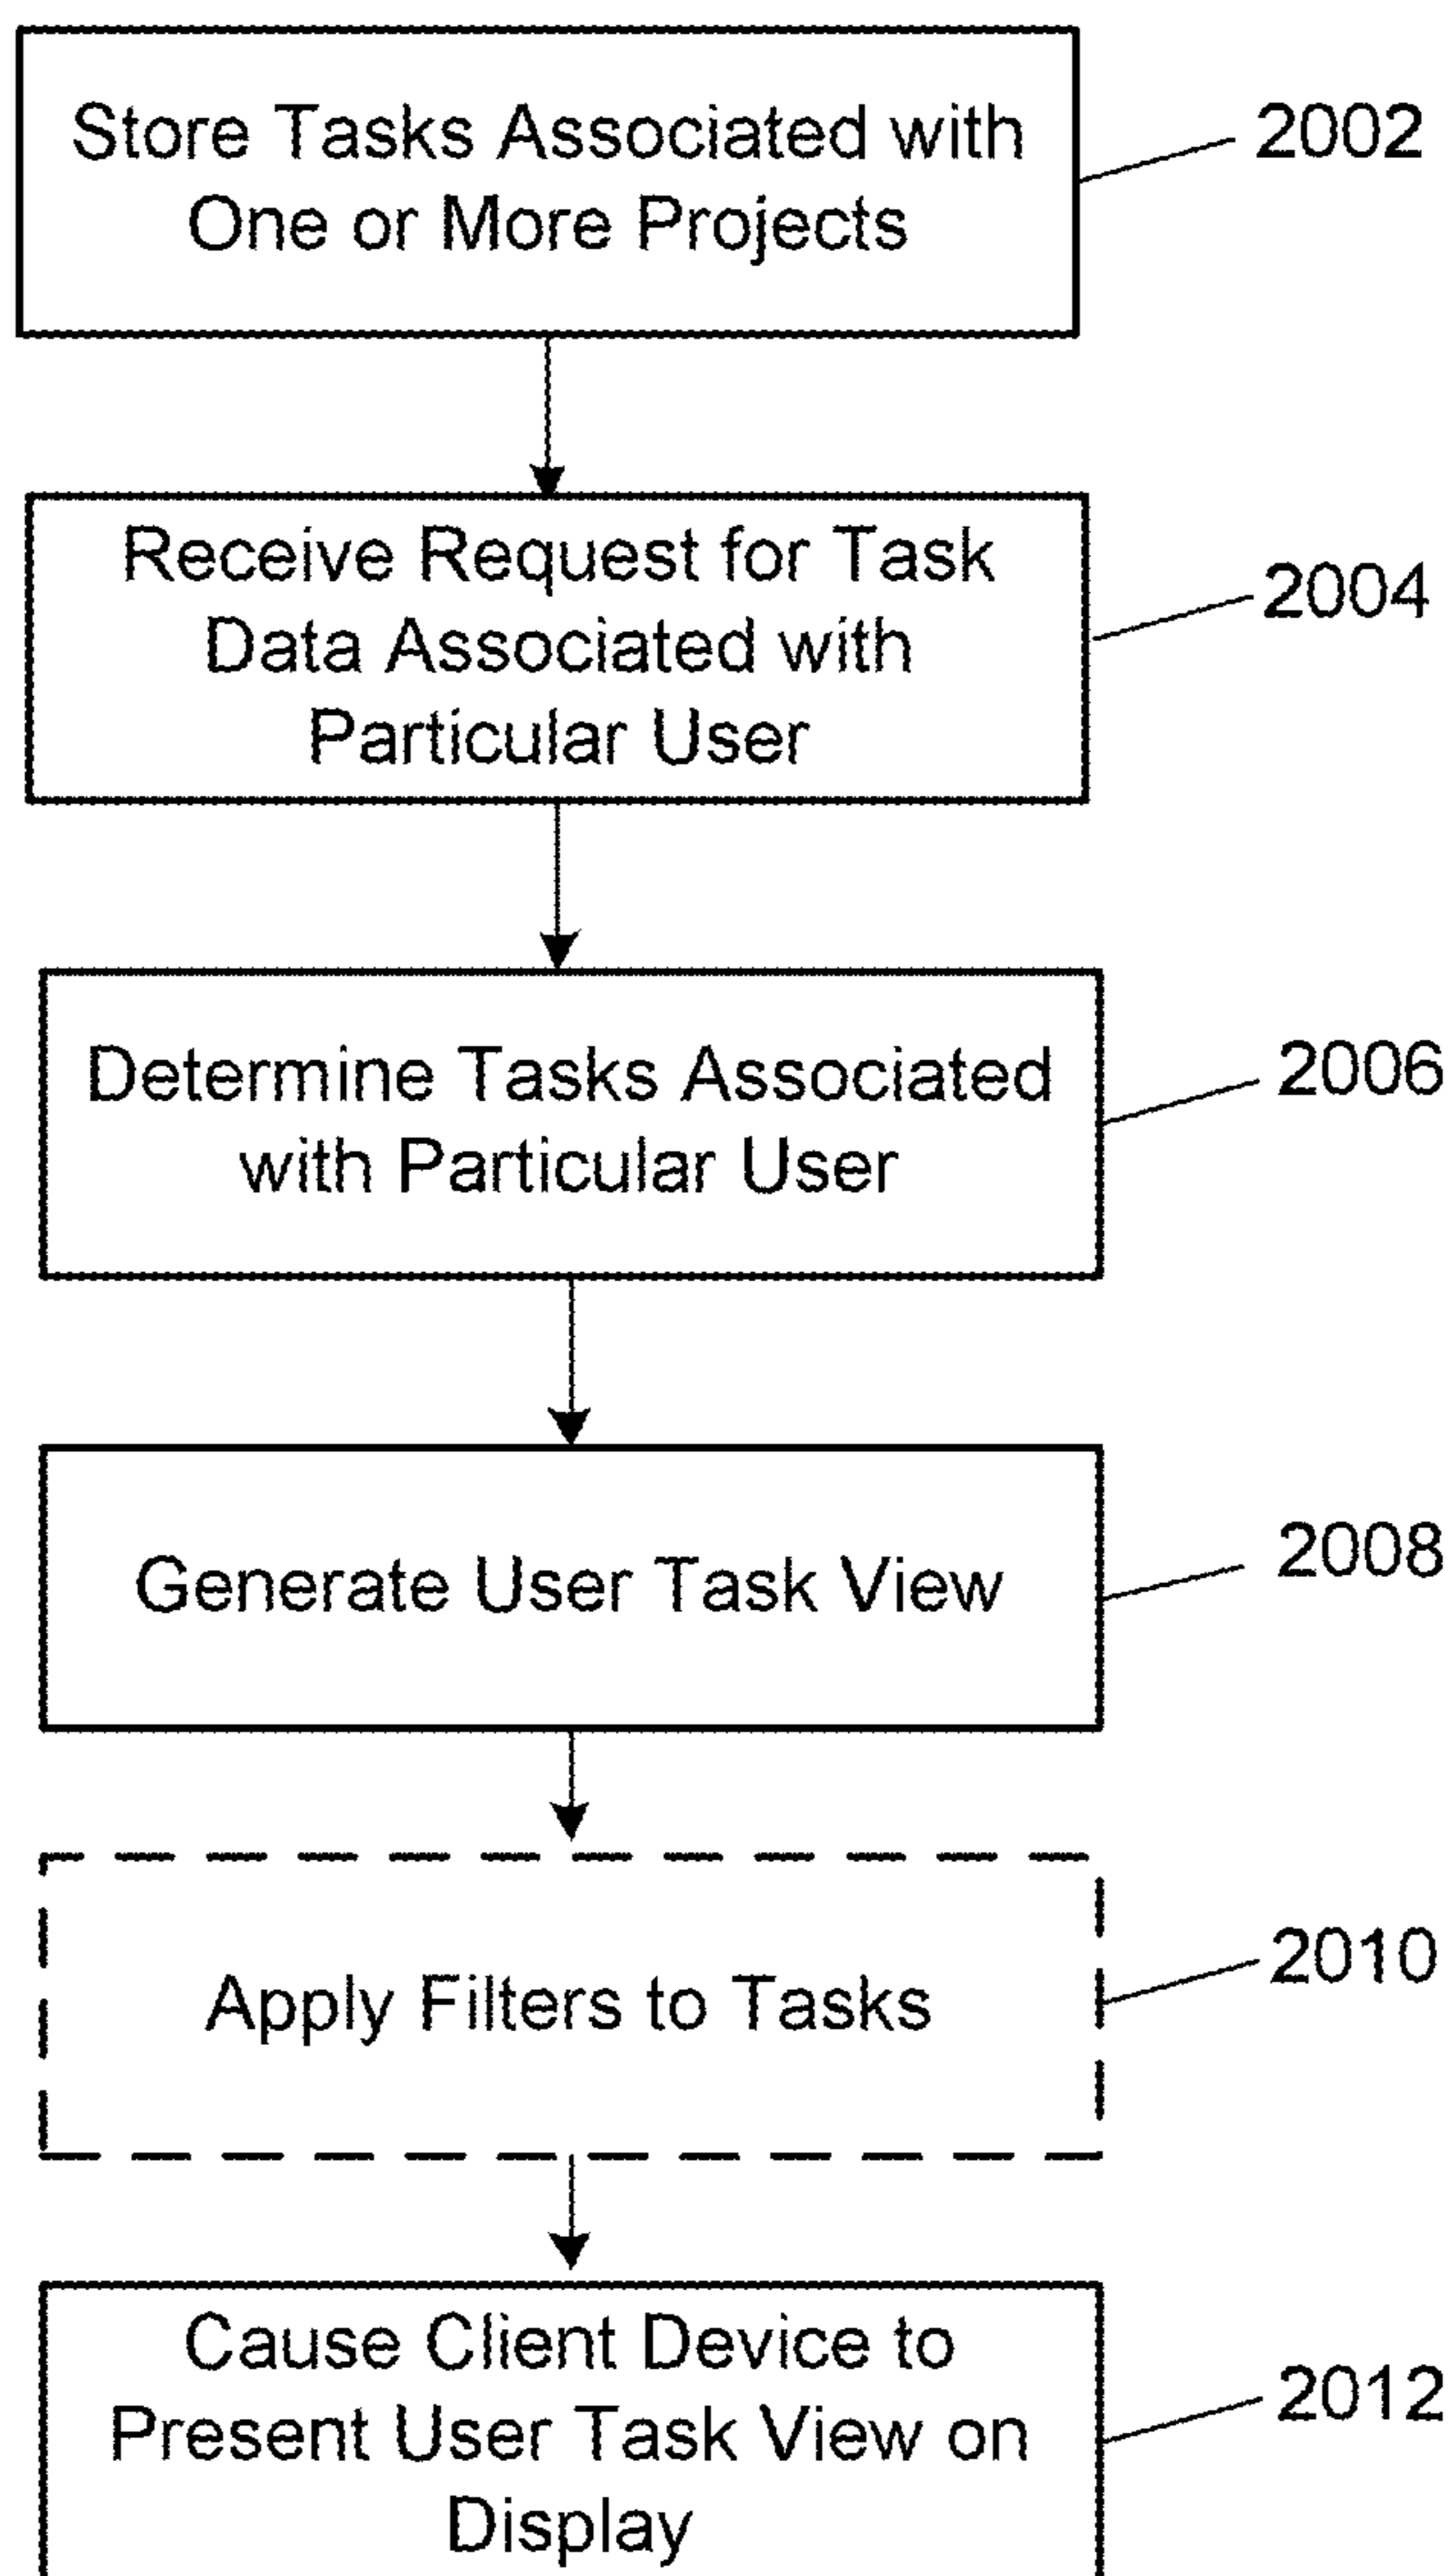 Store Tasks Associated with
One or More Projects
2002
Receive Request for Task
Data Associated with
Particular User
2004
Determine Tasks Associated
with Particular User
2006
Generate User Task View
2008
Apply Filters to Tasks
2010
Cause Client Device to
Present User Task View on
Display
2012